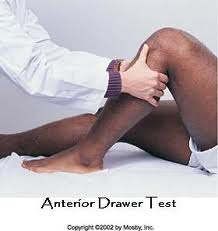 Anterior Drawer Test
Copyright ©2002 by Mosby, Inc.